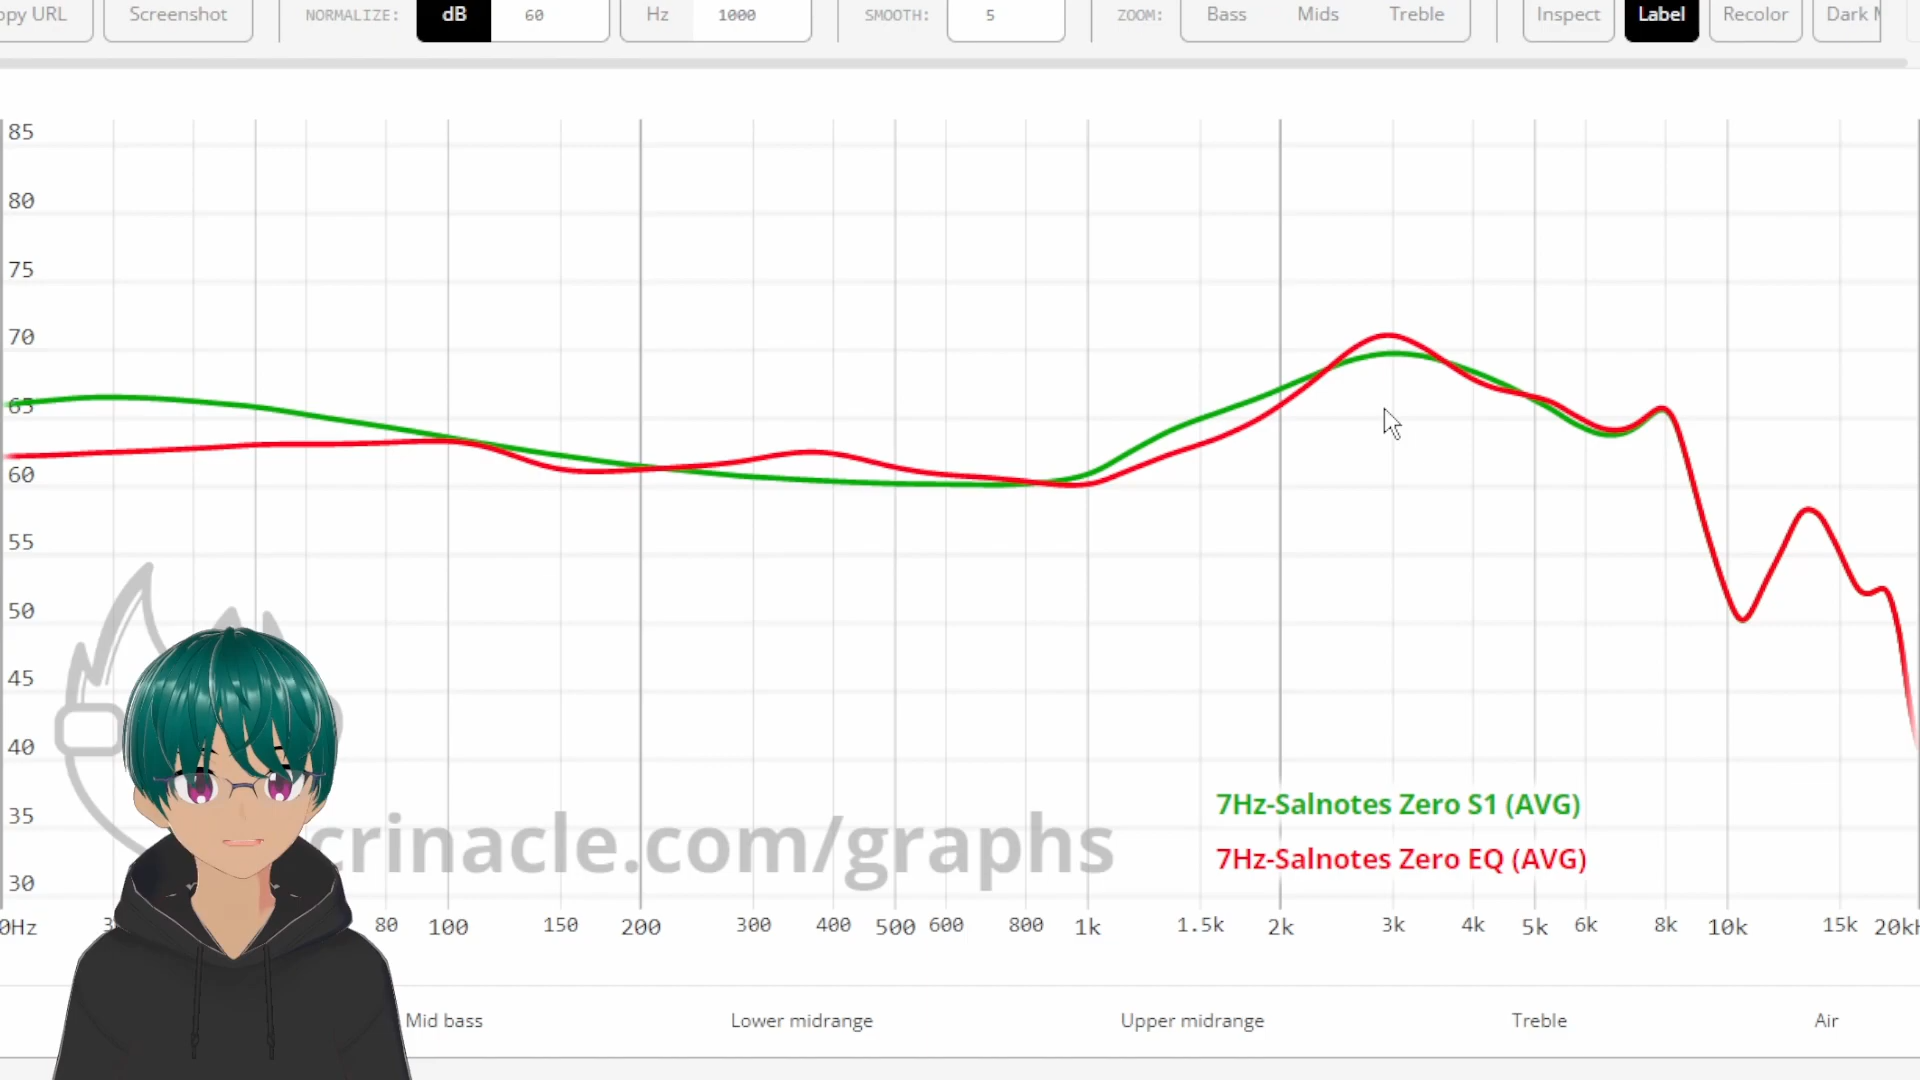 opy URL Screenshot NORMALIZE: dB 60 Hz 1000 SMOOTH: 5 ZOOM: Bass Mids Treble Inspect Label Recolor Dark
85
80
75
70
65
60
55
50
45
40
35
30
crinacle.com/graphs
7Hz-Salnotes Zero S1 (AVG)
7Hz-Salnotes Zero EQ (AVG)
0Hz 3 80 100 150 200 300 400 500 600 800 1k 1.5k 2k 3k 4k 5k 6k 8k 10k 15k 20k
Mid bass Lower midrange Upper midrange Treble Air